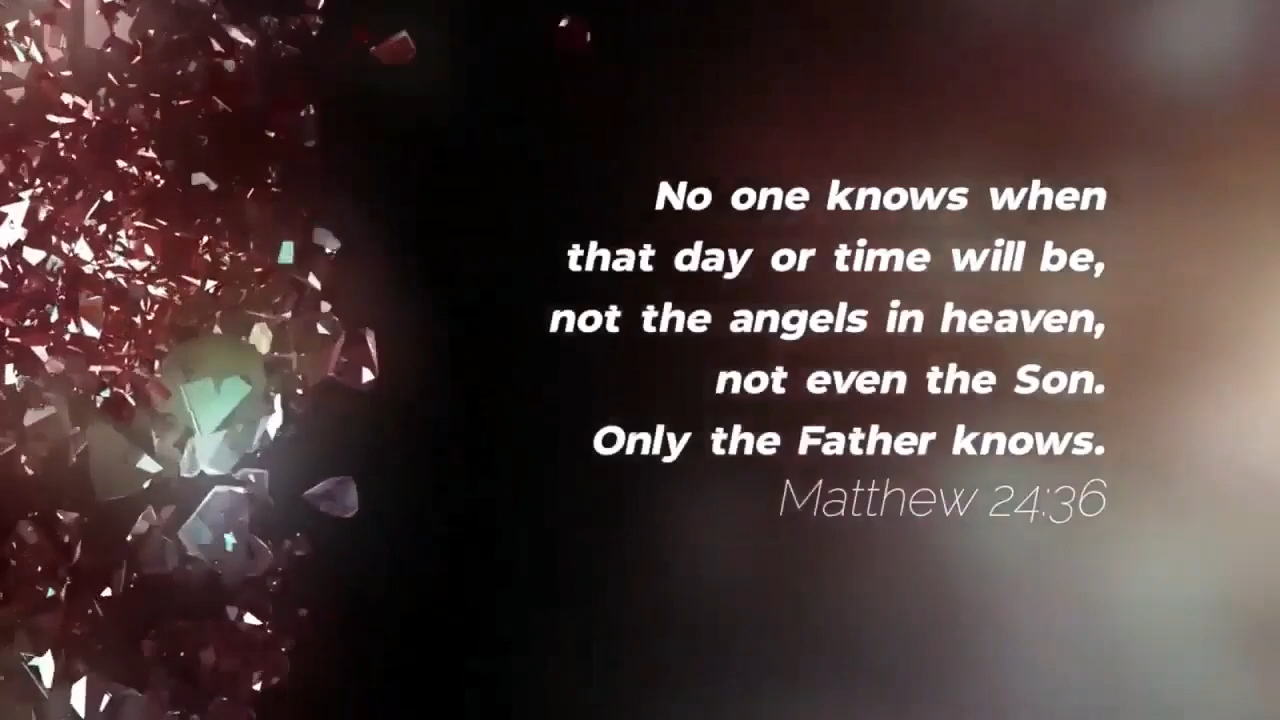 No one knows when
that day or time will be,
not the angels in heaven,
not even the Son.
Only the Father knows.
Matthew 24:36